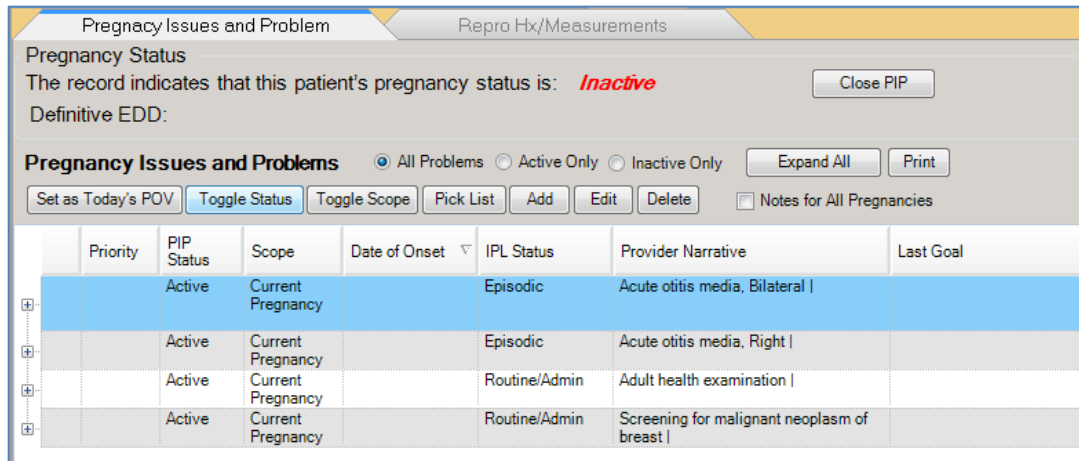 Pregnacy Issues and Problem Repro Hx/Measurements
Pregnancy Status
The record indicates that this patient's pregnancy status is: Inactive Close PIP
Definitive EDD:
Pregnancy Issues and Problems All Problems Active Only Inactive Only Expand All Print
Set as Today's POV Toggle Status Toggle Scope Pick List Add Edit Delete Notes for All Pregnancies
Priority PIP Status Scope Date of Onset IPL Status Provider Narrative Last Goal
Active Current Pregnancy Episodic Acute otitis media, Bilateral |
Active Current Pregnancy Episodic Acute otitis media, Right |
Active Current Pregnancy Routine/Admin Adult health examination |
Active Current Pregnancy Routine/Admin Screening for malignant neoplasm of breast |